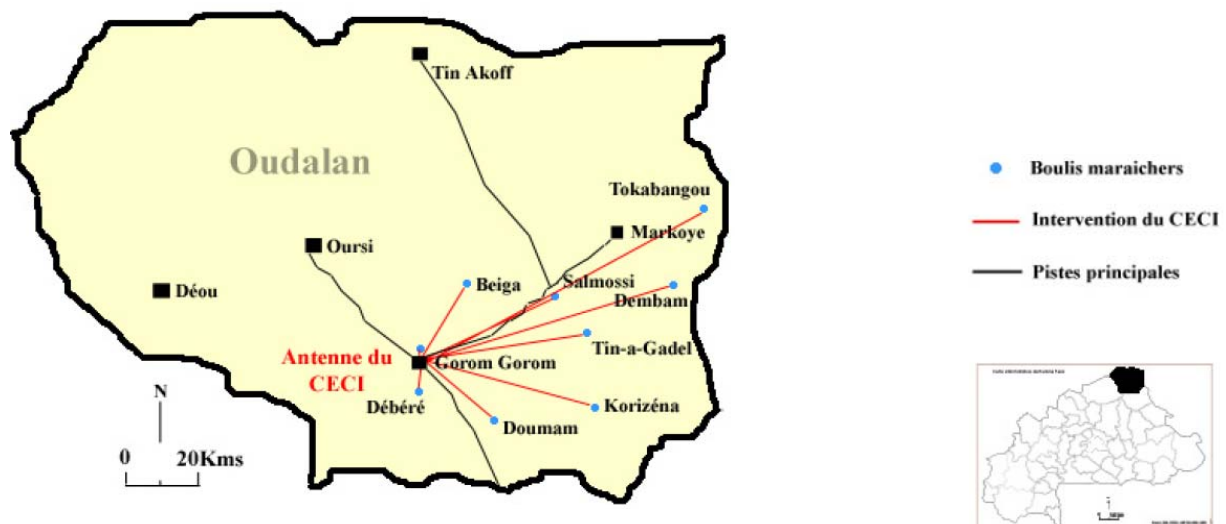 Tin Akoff
Oudalan
Tokabangou
Markoye
Oursi
Salmossi
Beiga
Déou
Dembam
Tin-a-Gadel
Antenne du
CECI
Gorom Gorom
Débéré
Korizéna
Doumam
N
0 20Kms
Boulis maraichers
Intervention du CECI
Pistes principales